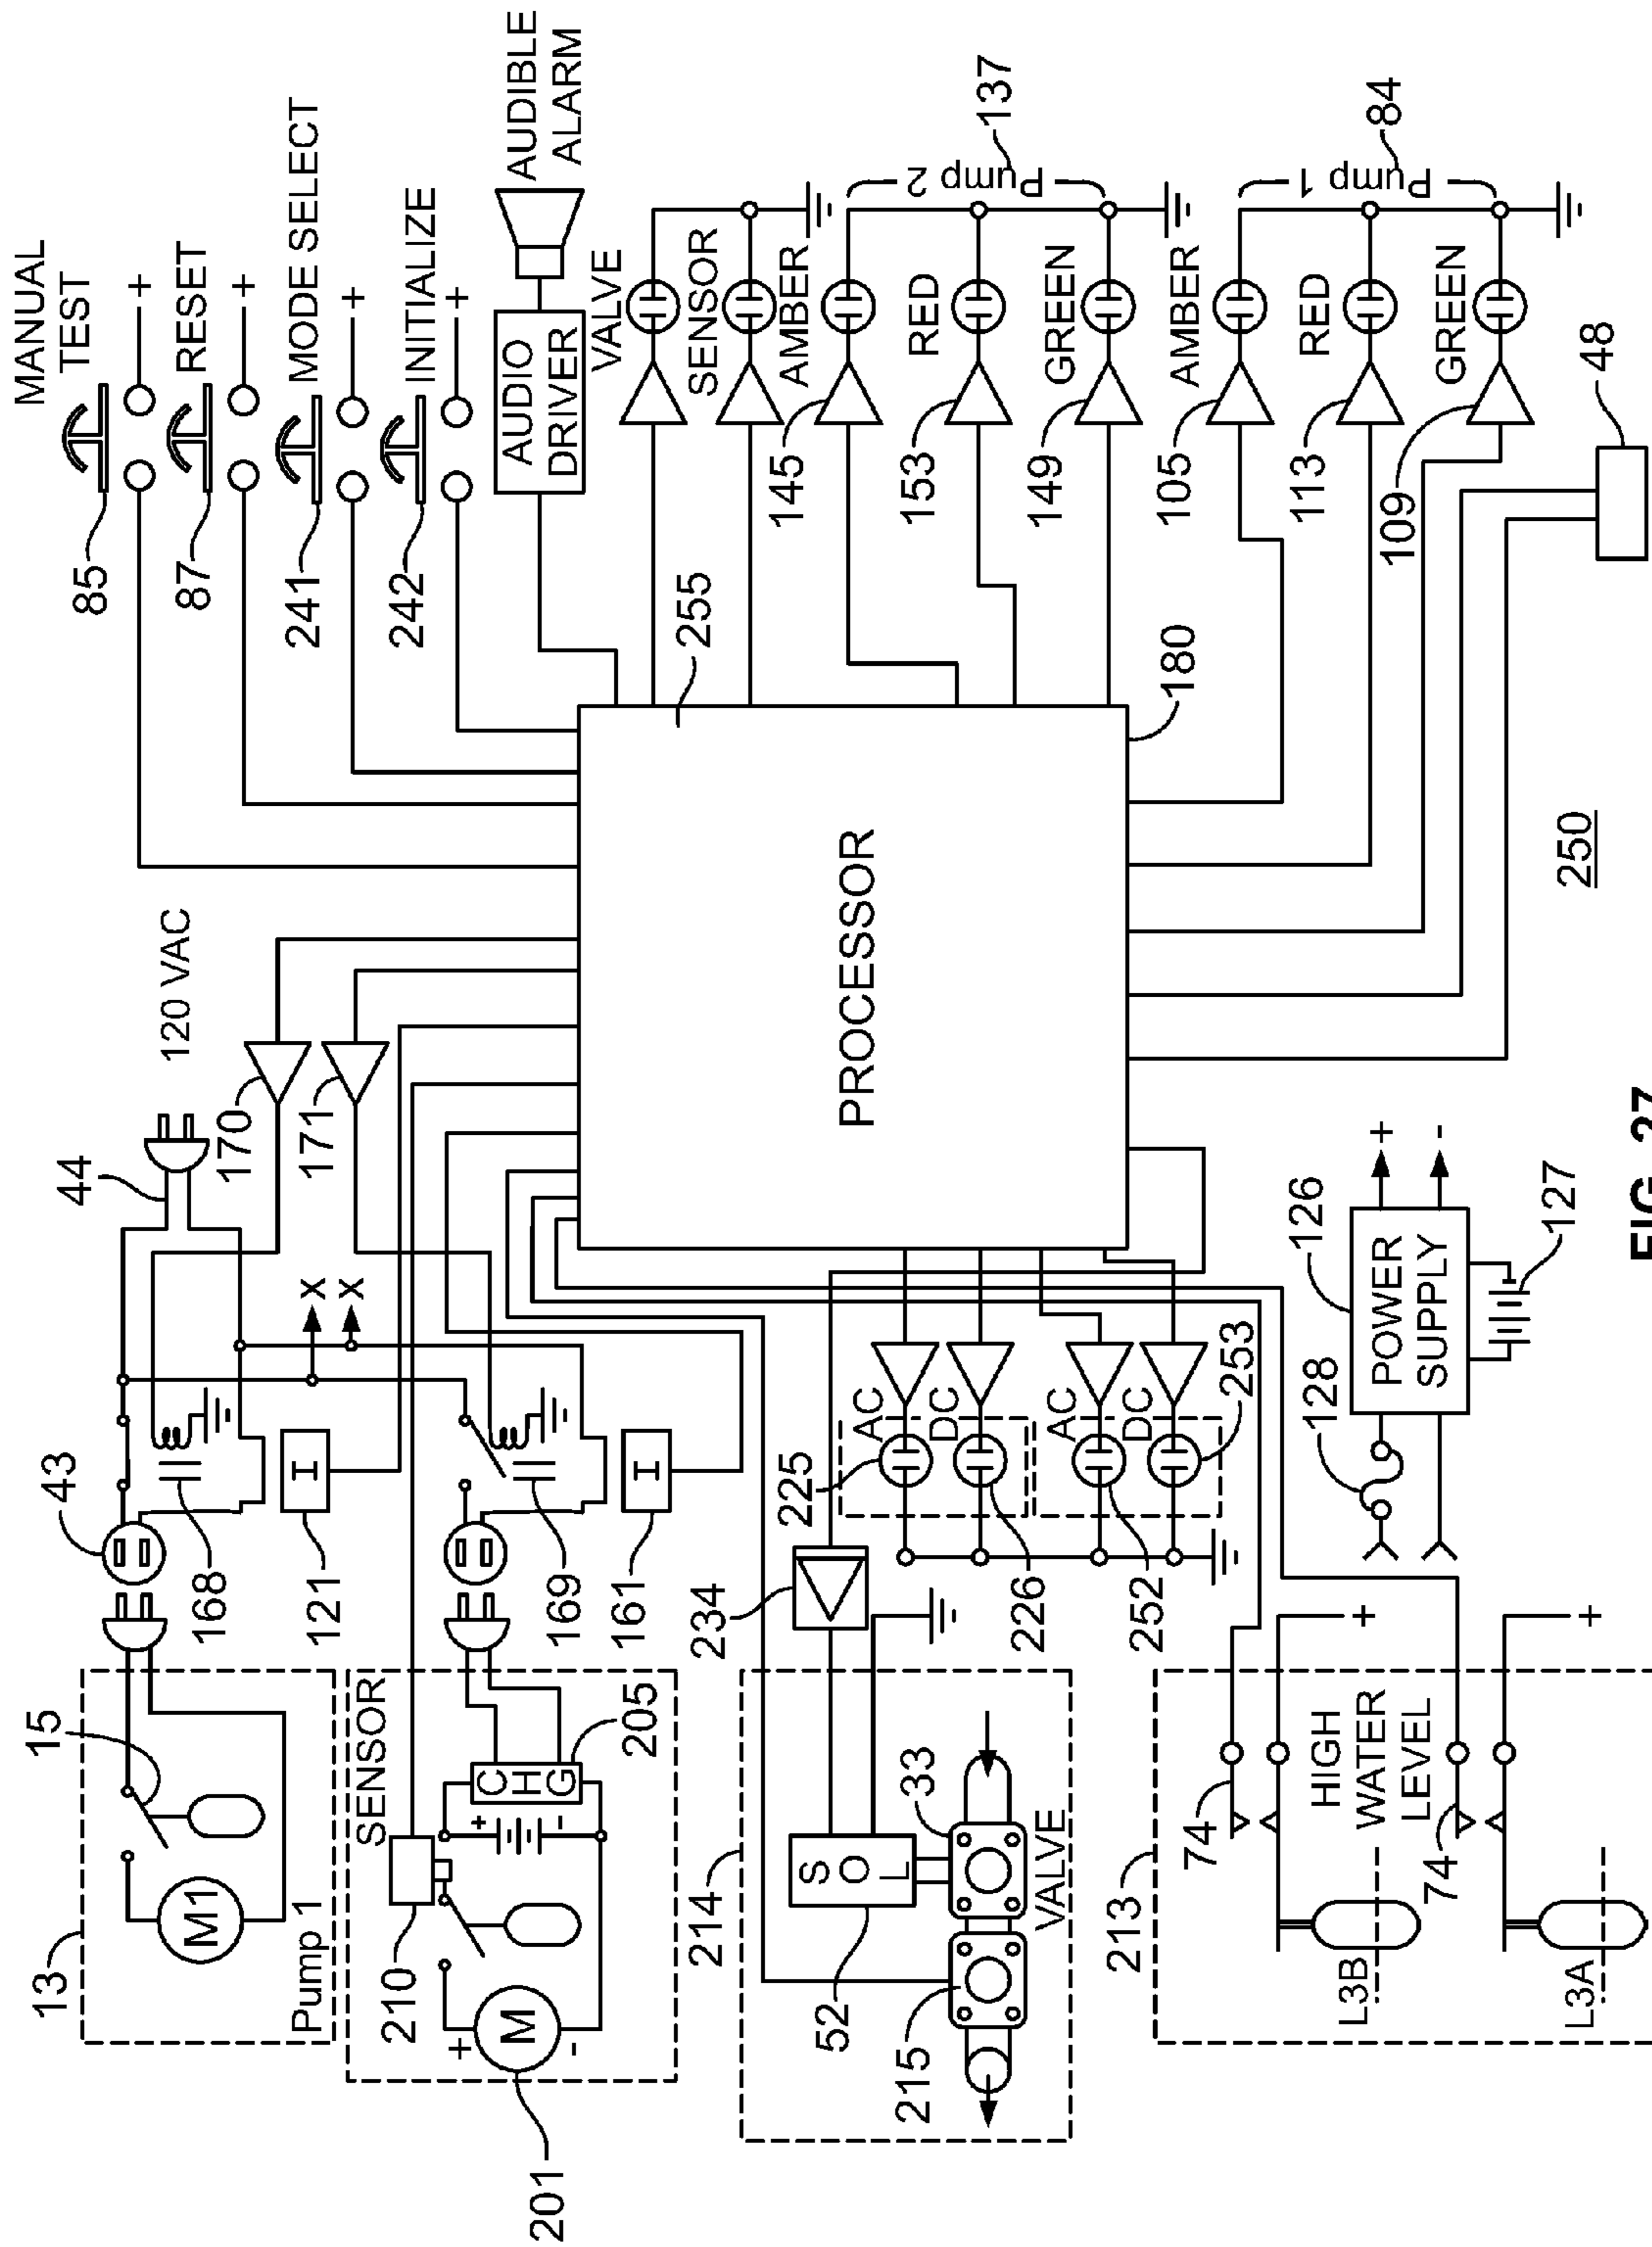 MANUAL
TEST
+
85
RESET
+
87
MODE SELECT
+
241
INITIALIZE
+
242
AUDIBLE
ALARM
AUDIO
DRIVER
VALVE
SENSOR
AMBER
145
RED
153
GREEN
149
Pump 2
137
AMBER
105
RED
113
GREEN
109
Pump 1
84
48
255
180
PROCESSOR
120 VAC
44
170
171
X
X
43
168
121
I
169
161
I
15
13
M1
Pump 1
SENSOR
210
205
C
H
G
+
-
+
M
-
201
234
214
52
S
O
L
33
215
VALVE
AC
225
DC
226
AC
252
DC
253
213
74
HIGH
WATER
LEVEL
74
+
+
L3B
L3A
128
126
POWER
SUPPLY
+
-
127
250
FIG. 27